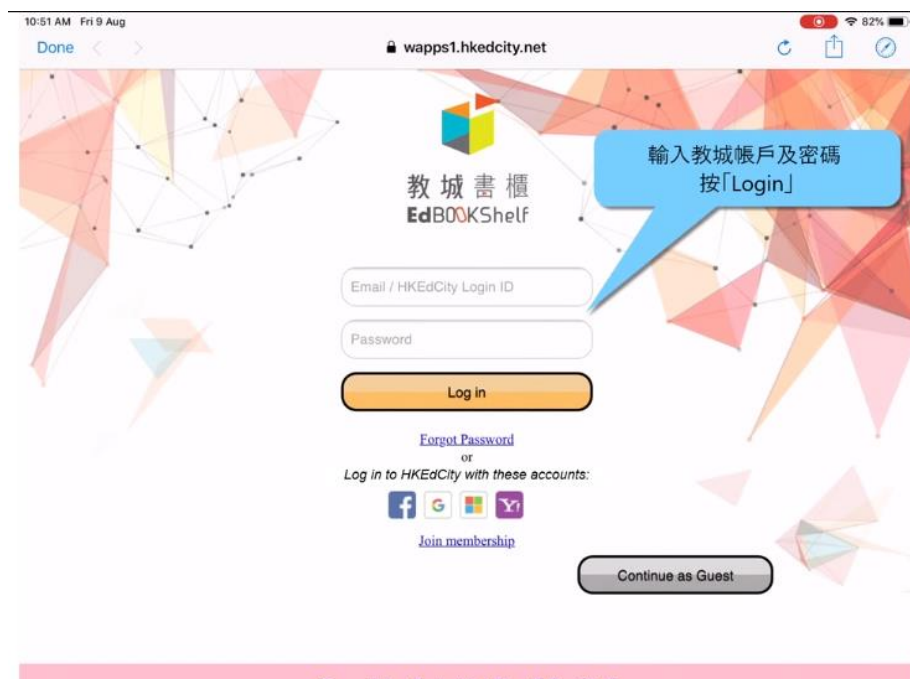 10:51 AM Fri 9 Aug
82%
Done
wapps1.hkedcity.net
教城書櫃
EdBOOKShelf
輸入教城帳戶及密碼
按「Login」
Email / HKEdCity Login ID
Password
Log in
Forgot Password
or
Log in to HKEdCity with these accounts:
Join membership
Continue as Guest